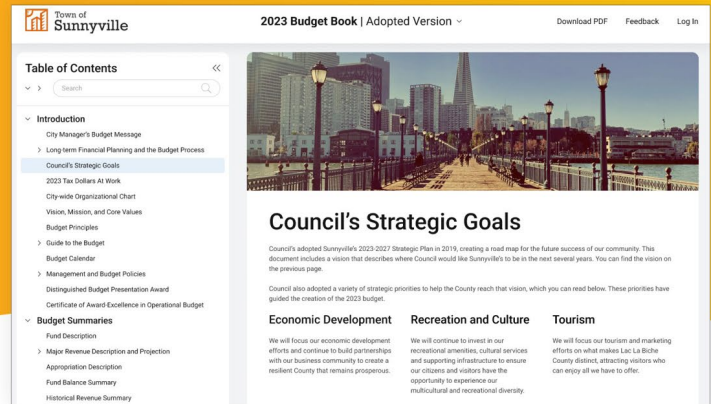 Town of
Sunnyville
2023 Budget Book | Adopted Version
Download PDF
Feedback
Log In
Table of Contents
Search
Introduction
City Manager's Budget Message
Long-term Financial Planning and the Budget Process
Council's Strategic Goals
2023 Tax Dollars At Work
City-wide Organizational Chart
Vision, Mission, and Core Values
Budget Principles
Guide to the Budget
Budget Calendar
Management and Budget Policies
Distinguished Budget Presentation Award
Certificate of Award-Excellence in Operational Budget
Budget Summaries
Fund Description
Major Revenue Description and Projection
Appropriation Description
Fund Balance Summary
Historical Revenue Summary
Council's Strategic Goals
Council's adopted Sunnyville's 2023-2027 Strategic Plan in 2019, creating a road map for the future success of our community. This
document includes a vision that describes where Council would like Sunnyville's to be in the next several years. You can find the vision on
the previous page.
Council also adopted a variety of strategic priorities to help the County reach that vision, which you can read below. These priorities have
guided the creation of the 2023 budget.
Economic Development
We will focus our economic development
efforts and continue to build partnerships
with our business community to create a
resilient County that remains prosperous.
Recreation and Culture
We will continue to invest in our
recreational amenities, cultural services
and supporting infrastructure to ensure
our citizens and visitors have the
opportunity to experience our
multicultural and recreational diversity.
Tourism
We will focus our tourism and marketing
efforts on what makes Lac La Biche
County distinct, attracting visitors who
can enjoy all we have to offer.